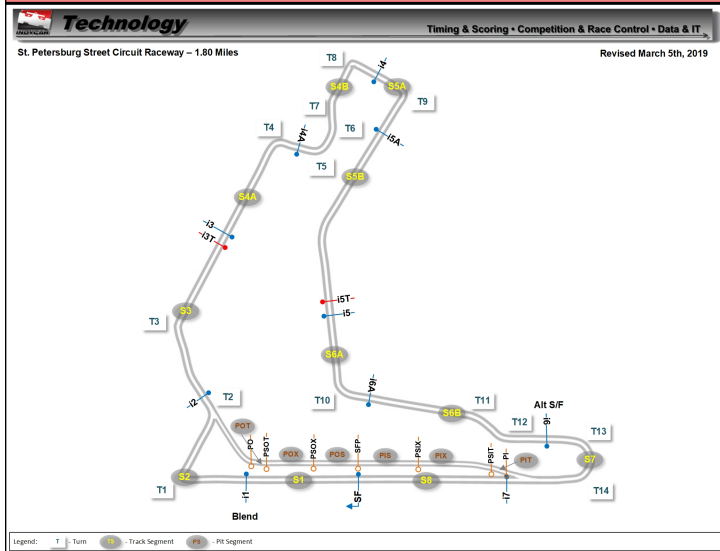 INDYCAR
Technology
Timing & Scoring • Competition & Race Control • Data & IT
St. Petersburg Street Circuit Raceway – 1.80 Miles
Revised March 5th, 2019
T8
-i4-
S4B
S5A
T7
T9
T4
-i4A-
T6
-i5A-
T5
S5B
S4A
-i3-
-i3T-
-i5T-
-i5-
S3
T3
S6A
-i6A-
T2
-i2-
T10
S6B
T11
Alt S/F
T12
-i6-
T13
POT
-PO-
-PSOT-
POX
-PSOX-
POS
-SFP-
PIS
-PSIX-
PIX
-PSIT-
-PI-
PIT
S7
T1
S2
-i1-
S1
-SF-
S8
-i7-
T14
Blend
Legend:
T - Turn
TS - Track Segment
PS - Pit Segment